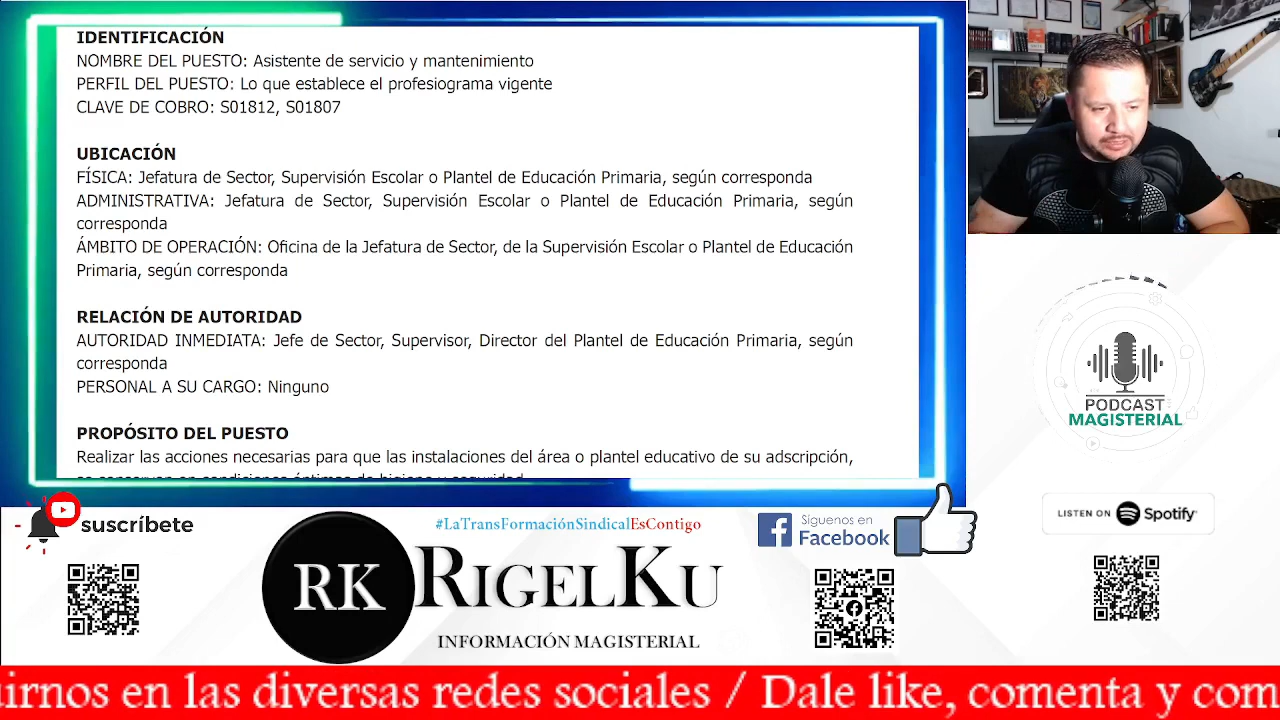 IDENTIFICACIÓN
NOMBRE DEL PUESTO: Asistente de servicio y mantenimiento
PERFIL DEL PUESTO: Lo que establece el profesiograma vigente
CLAVE DE COBRO: S01812, S01807
UBICACIÓN
FÍSICA: Jefatura de Sector, Supervisión Escolar o Plantel de Educación Primaria, según corresponda
ADMINISTRATIVA: Jefatura de Sector, Supervisión Escolar o Plantel de Educación Primaria, según
corresponda
ÁMBITO DE OPERACIÓN: Oficina de la Jefatura de Sector, de la Supervisión Escolar o Plantel de Educación
Primaria, según corresponda
RELACIÓN DE AUTORIDAD
AUTORIDAD INMEDIATA: Jefe de Sector, Supervisor, Director del Plantel de Educación Primaria, según
corresponda
PERSONAL A SU CARGO: Ninguno
PROPÓSITO DEL PUESTO
Realizar las acciones necesarias para que las instalaciones del área o plantel educativo de su adscripción,
PODCAST
MAGISTERIAL
suscríbete
#LaTransFormaciónSindicalEsContigo
RK
RIGELKU
INFORMACIÓN MAGISTERIAL
Síguenos en
Facebook
LISTEN ON Spotify
uirnos en las diversas redes sociales / Dale like, comenta y com